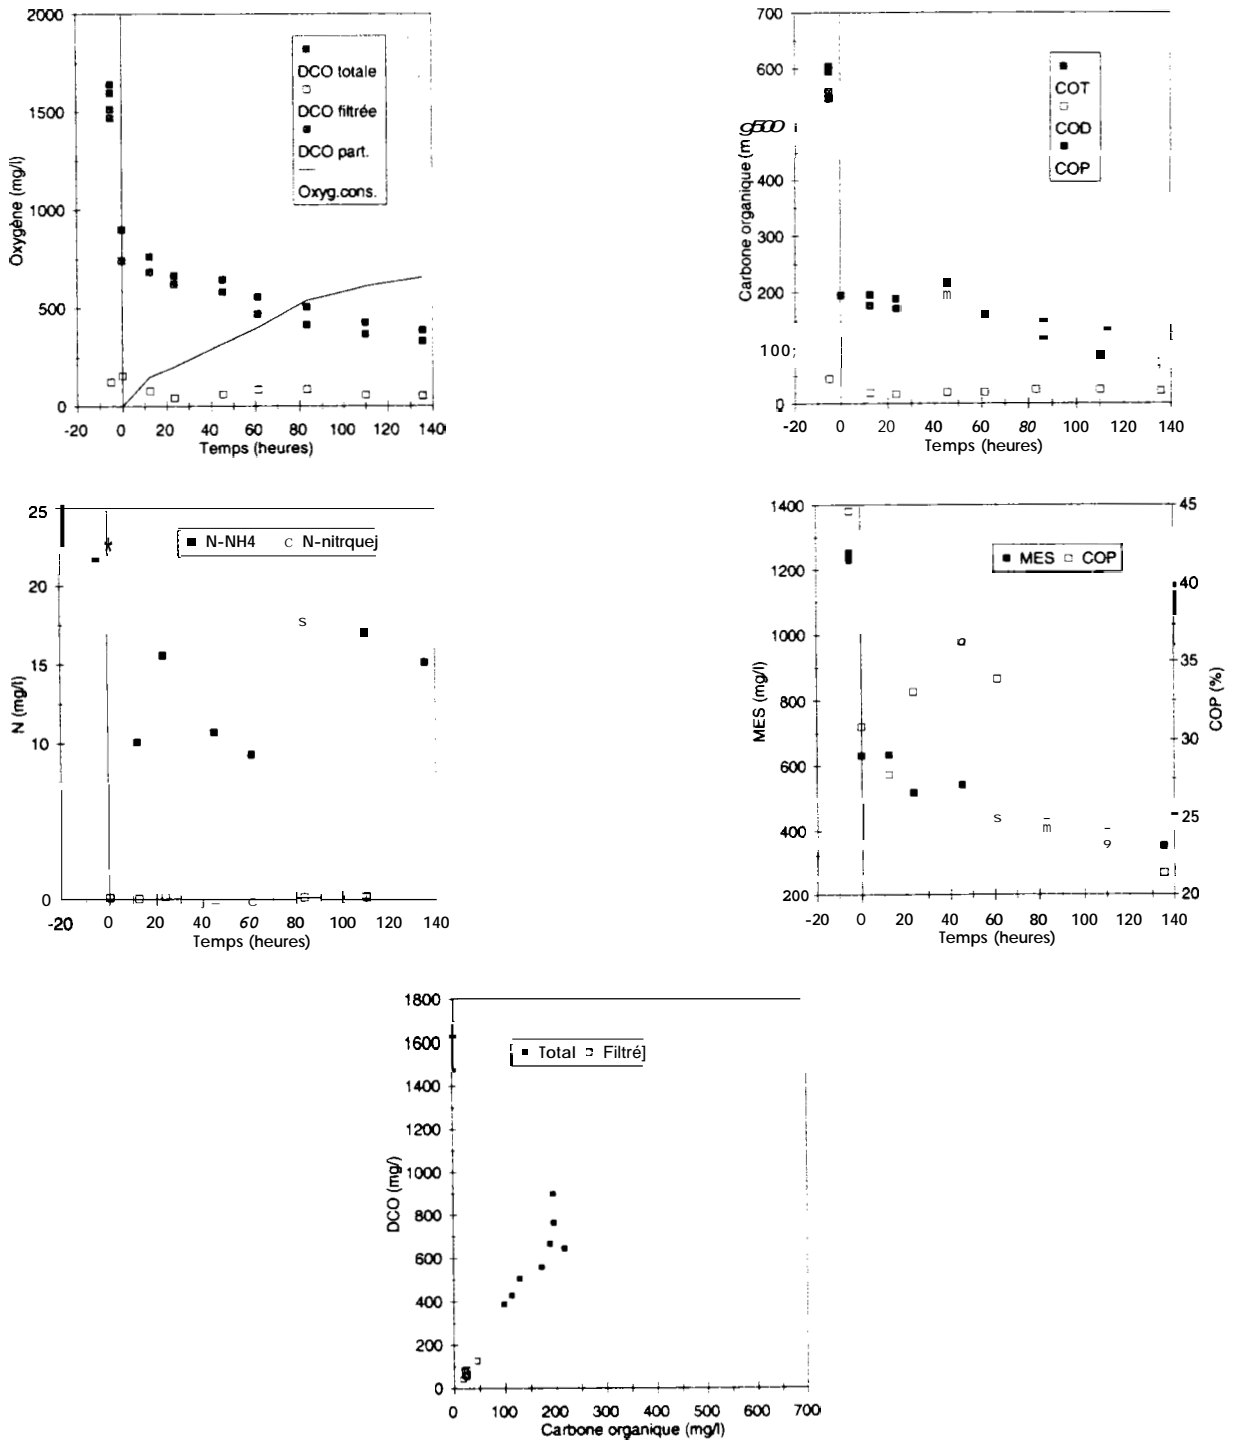 2000
1500
1000
500
0
-20 0 20 40 60 80 100 120 140
Temps (heures)
Oxygène (mg/l)
DCO totale
DCO filtrée
DCO part.
Oxyg.cons.
700
600
500
400
300
200
100
0
-20 0 20 40 60 80 100 120 140
Temps (heures)
Carbone organique (m
COT
COD
COP
25
20
15
10
0
-20 0 20 40 60 80 100 120 140
Temps (heures)
N (mg/l)
N-NH4 N-nitrquej
1400
1200
1000
800
600
400
200
-20 0 20 40 60 80 100 120 140
Temps (heures)
MES (mg/l)
MES COP
45
40
35
30
25
20
COP (%)
1800
1600
1400
1200
1000
800
600
400
200
0
0 100 200 300 400 500 600 700
Carbone organique (mg/l)
DCO (mg/l)
Total Filtré]